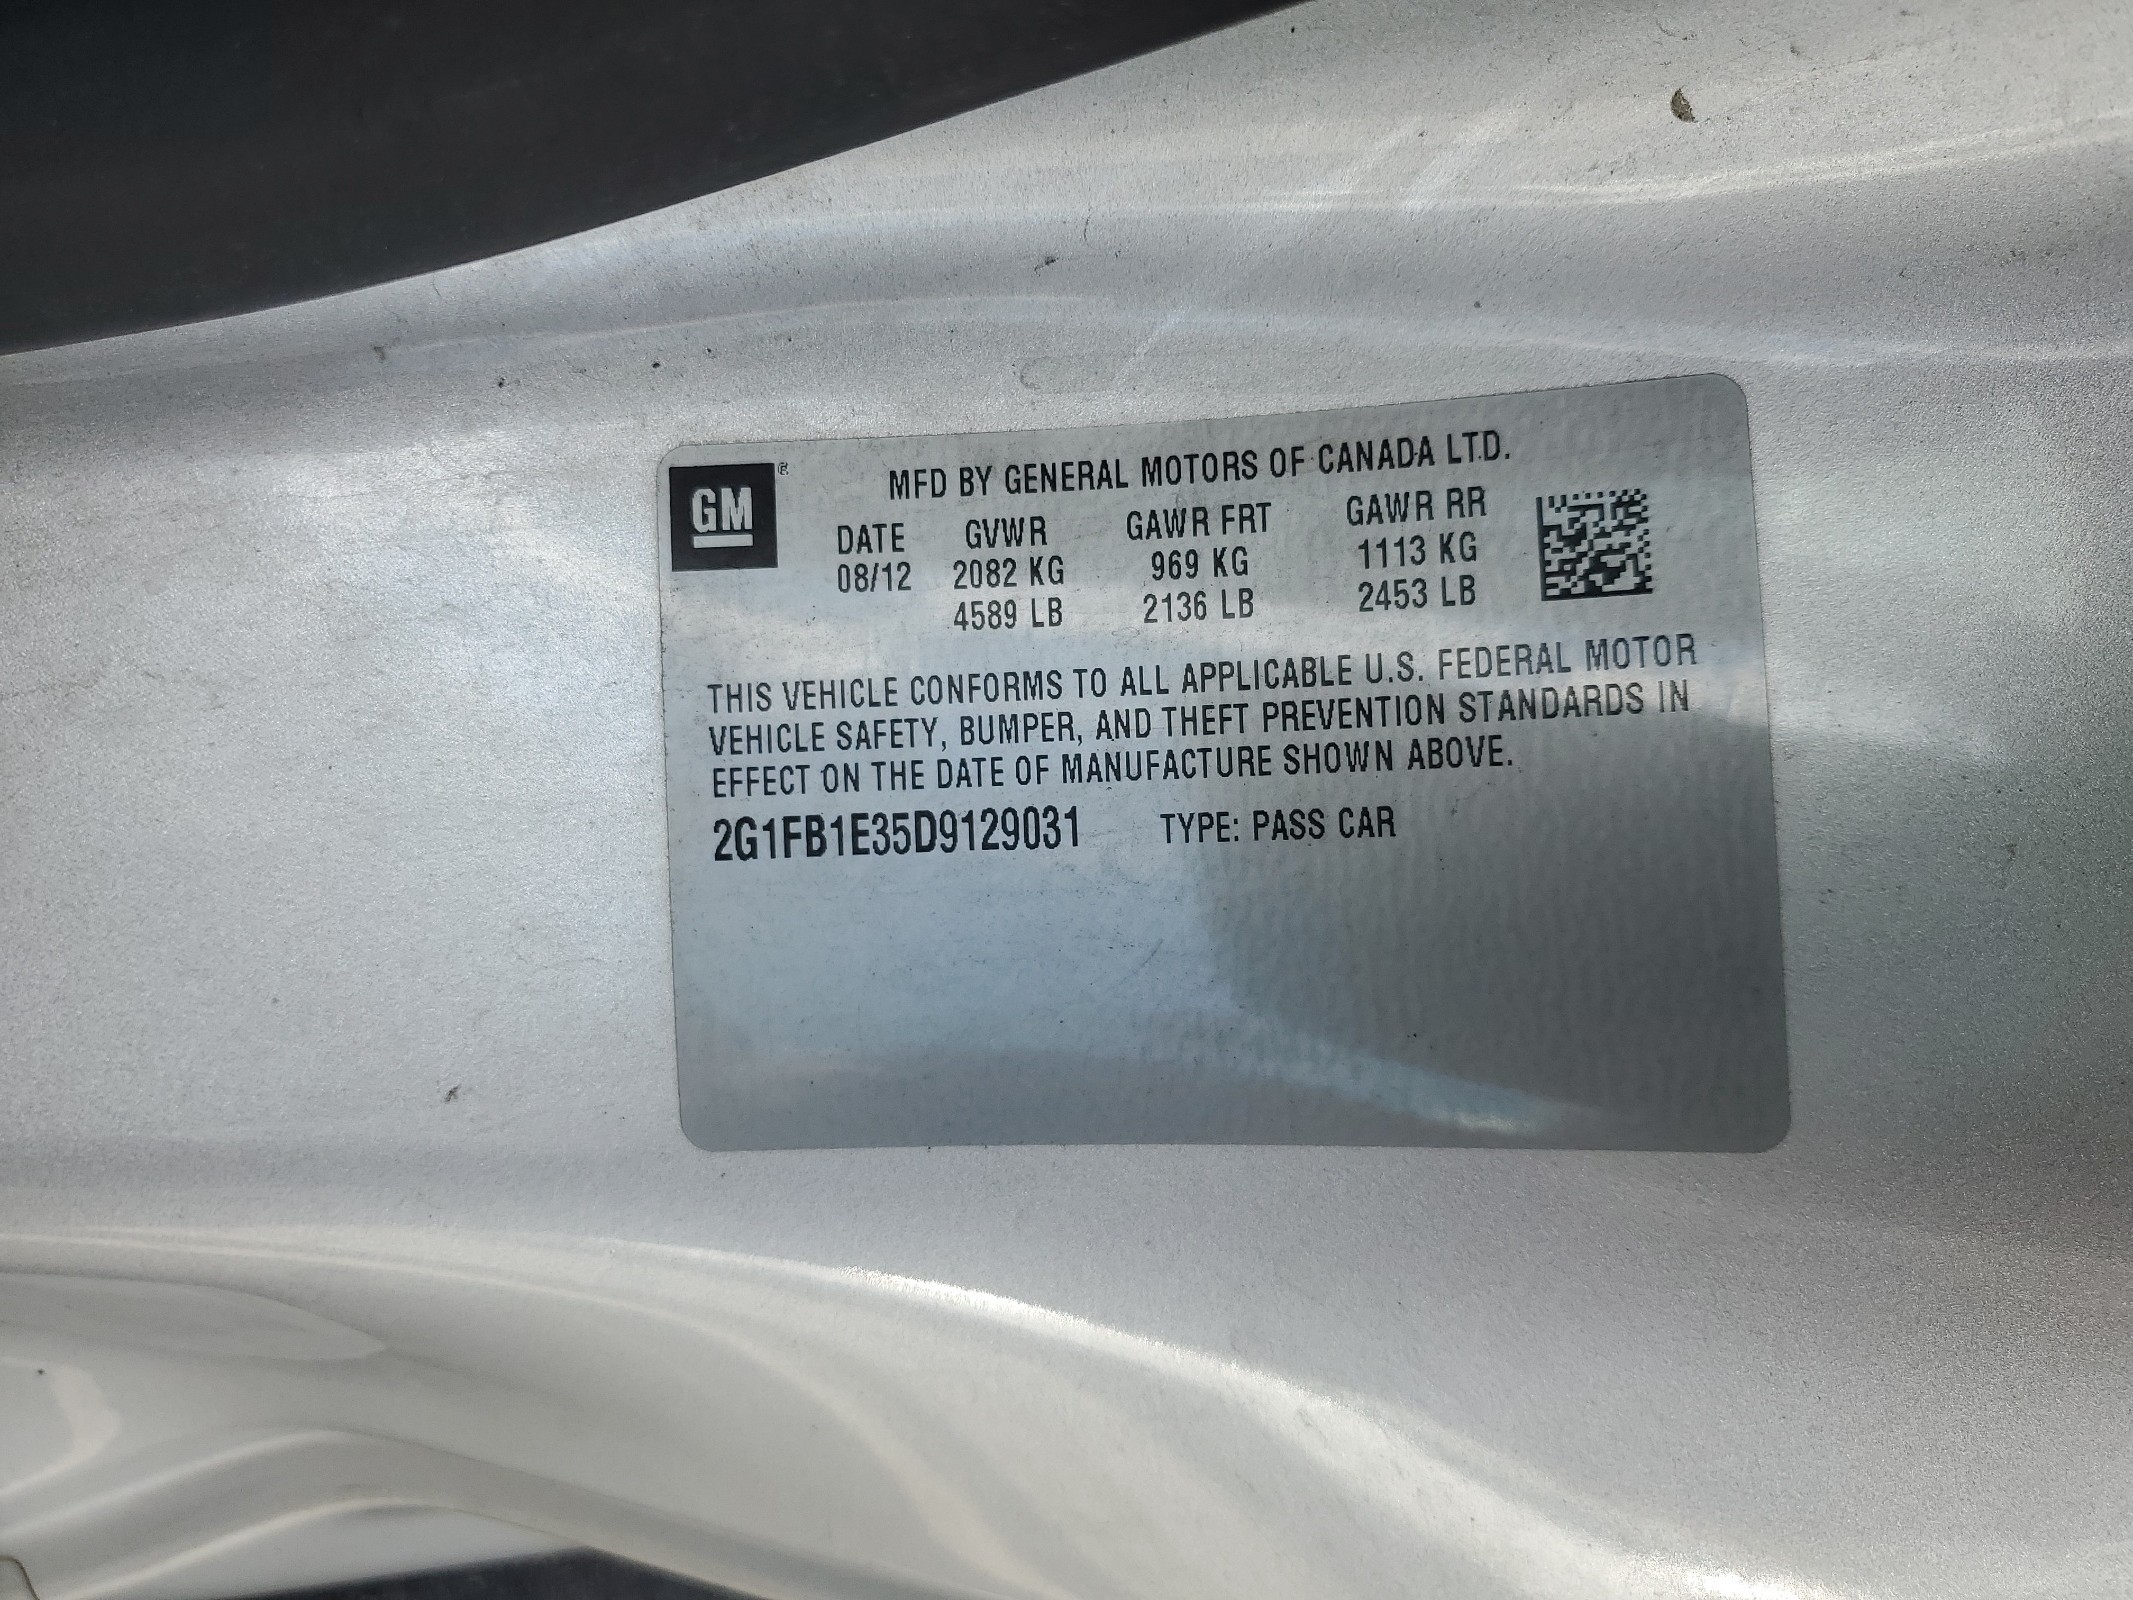 GM ®
MFD BY GENERAL MOTORS OF CANADA LTD.
DATE GVWR GAWR FRT GAWR RR
08/12 2082 KG 969 KG 1113 KG
4589 LB 2136 LB 2453 LB
THIS VEHICLE CONFORMS TO ALL APPLICABLE U.S. FEDERAL MOTOR
VEHICLE SAFETY, BUMPER, AND THEFT PREVENTION STANDARDS IN
EFFECT ON THE DATE OF MANUFACTURE SHOWN ABOVE.
2G1FB1E35D9129031 TYPE: PASS CAR